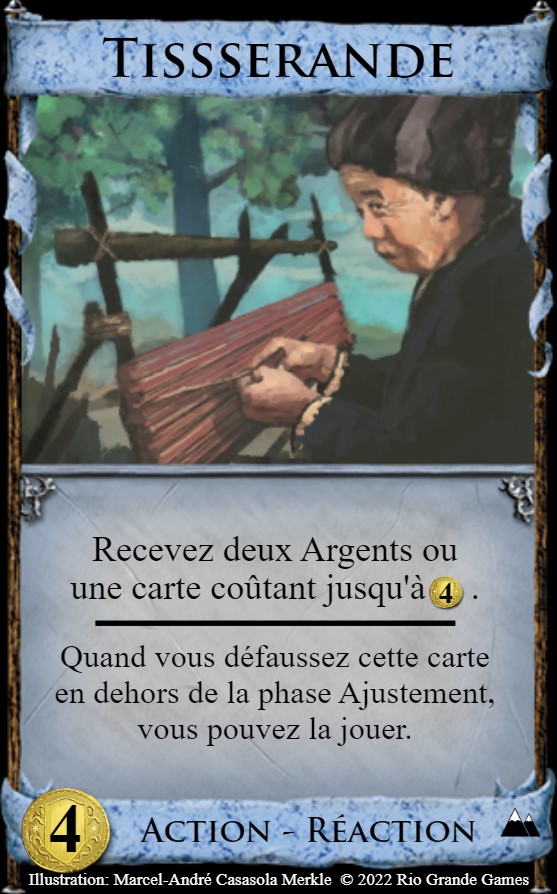 TISSSERANDE
Recevez deux Argents ou
une carte coûtant jusqu'à 4 .
Quand vous défaussez cette carte
en dehors de la phase Ajustement,
vous pouvez la jouer.
4 ACTION - RÉACTION
Illustration: Marcel-André Casasola Merkle © 2022 Rio Grande Games